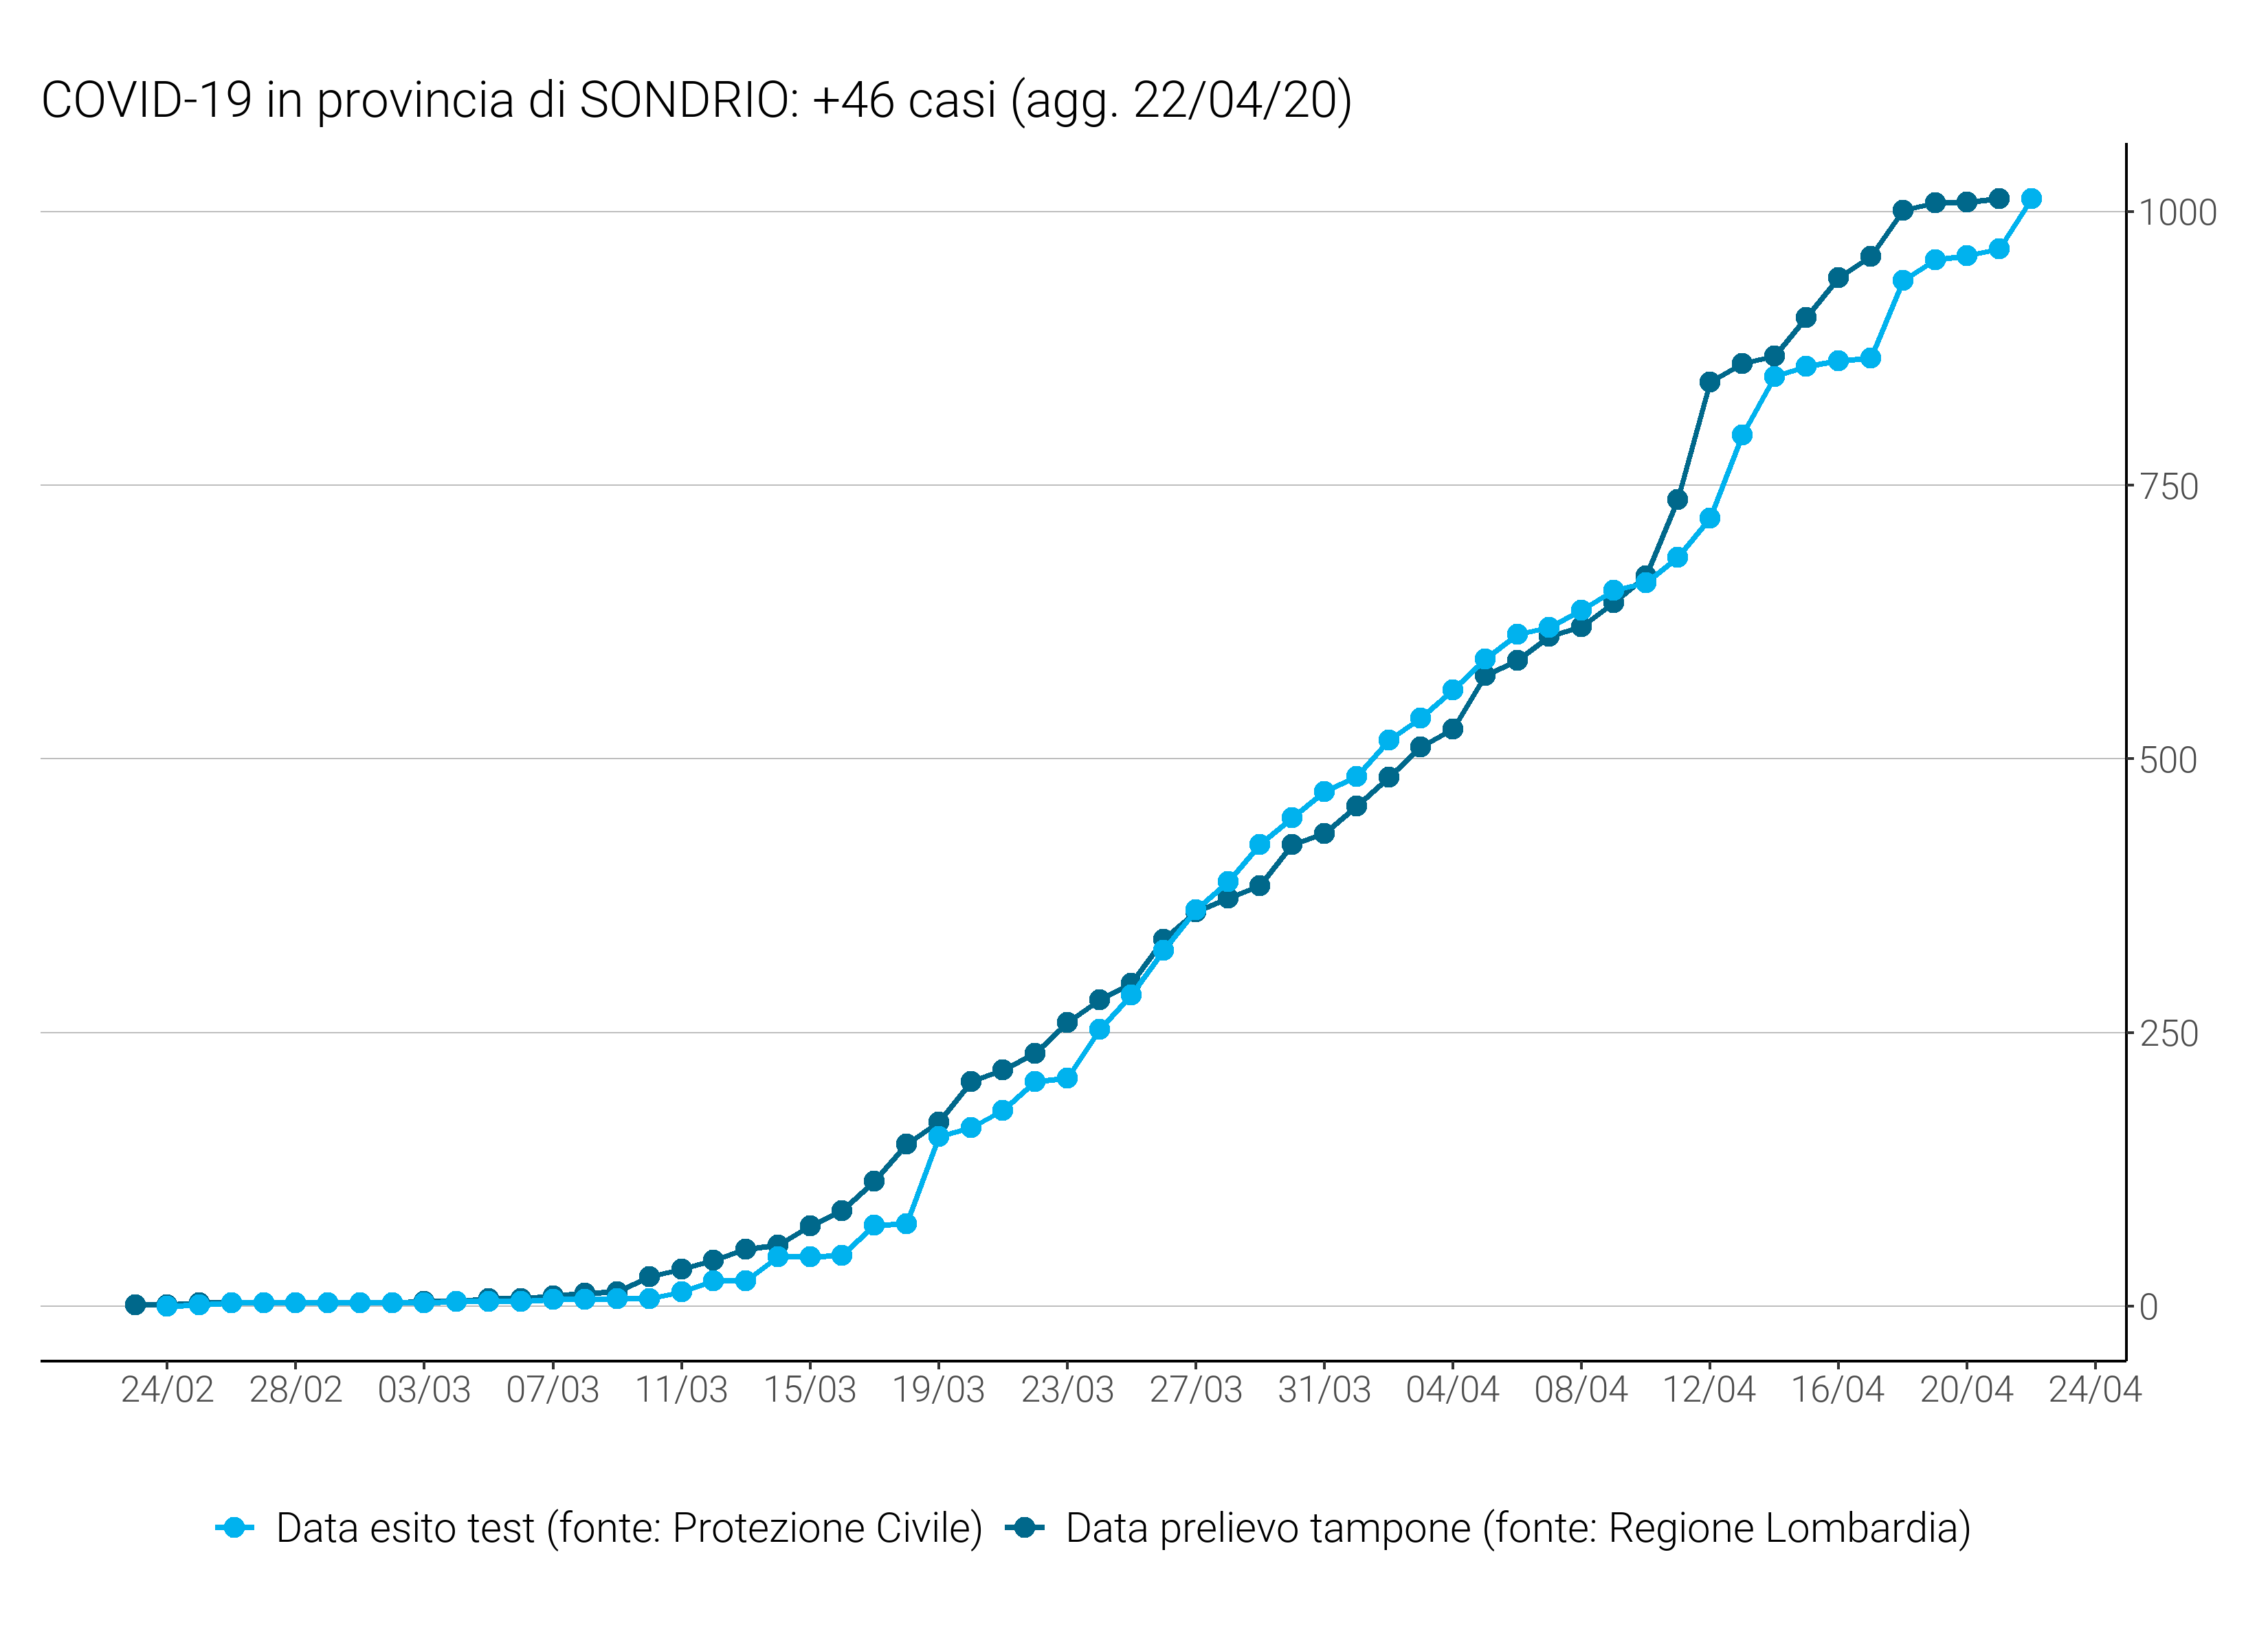 COVID-19 in provincia di SONDRIO: +46 casi (agg. 22/04/20)
1000
750
500
250
0
24/02 28/02 03/03 07/03 11/03 15/03 19/03 23/03 27/03 31/03 04/04 08/04 12/04 16/04 20/04 24/04
Data esito test (fonte: Protezione Civile) Data prelievo tampone (fonte: Regione Lombardia)